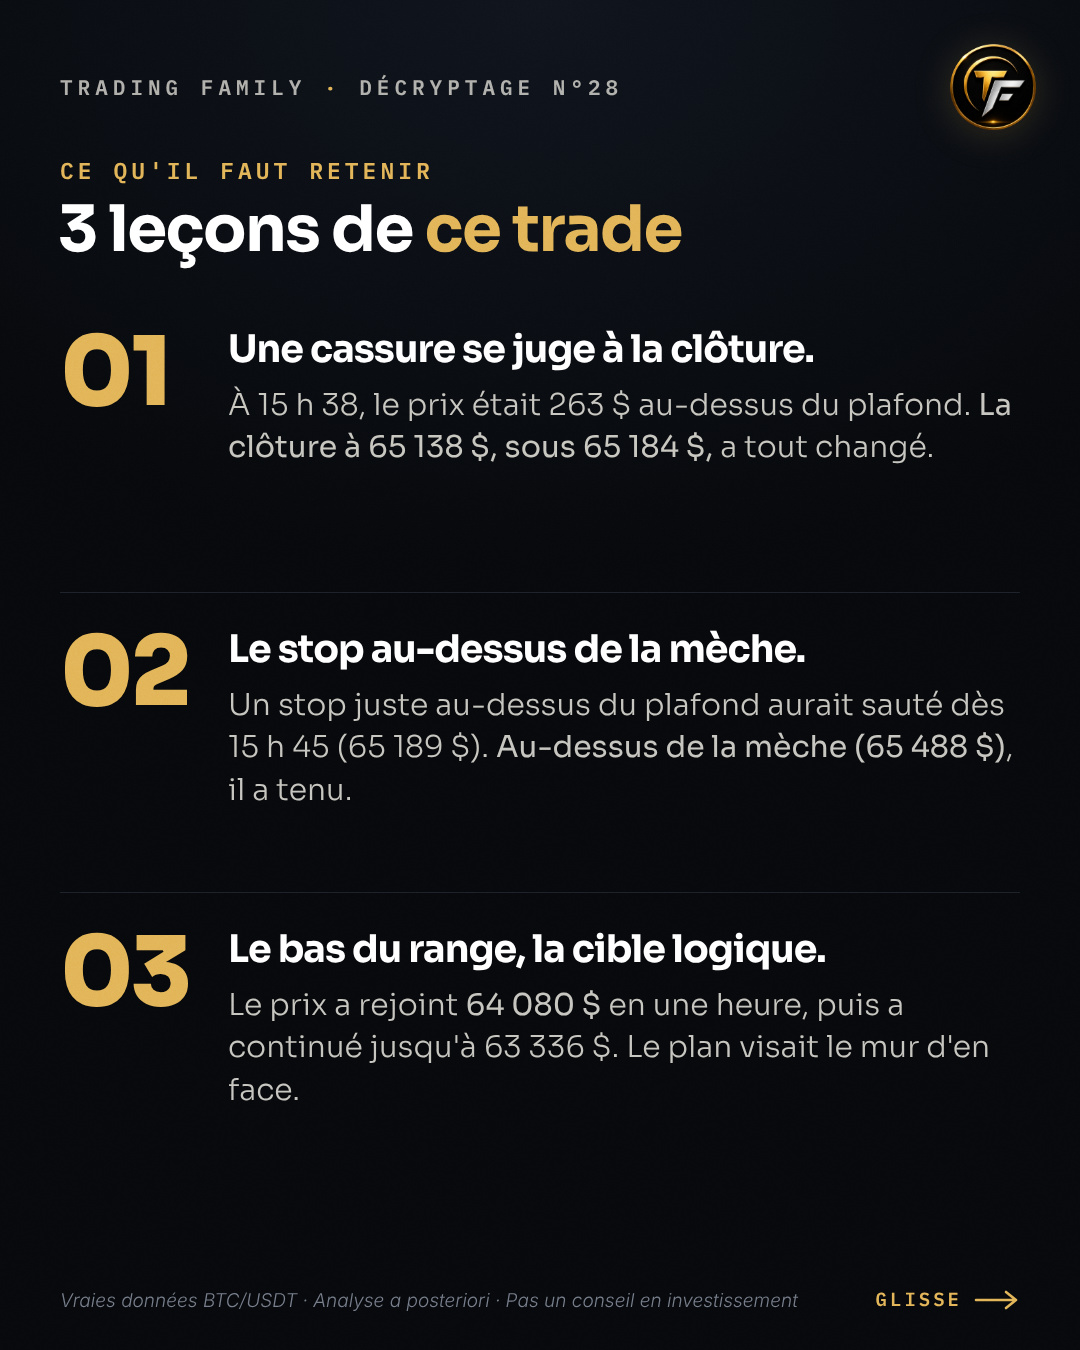 TRADING FAMILY · DÉCRYPTAGE N°28
TF
CE QU'IL FAUT RETENIR
3 leçons de ce trade
01
Une cassure se juge à la clôture.
À 15 h 38, le prix était 263 $ au-dessus du plafond. La
clôture à 65 138 $, sous 65 184 $, a tout changé.
02
Le stop au-dessus de la mèche.
Un stop juste au-dessus du plafond aurait sauté dès
15 h 45 (65 189 $). Au-dessus de la mèche (65 488 $),
il a tenu.
03
Le bas du range, la cible logique.
Le prix a rejoint 64 080 $ en une heure, puis a
continué jusqu'à 63 336 $. Le plan visait le mur d'en
face.
Vraies données BTC/USDT · Analyse a posteriori · Pas un conseil en investissement
GLISSE →